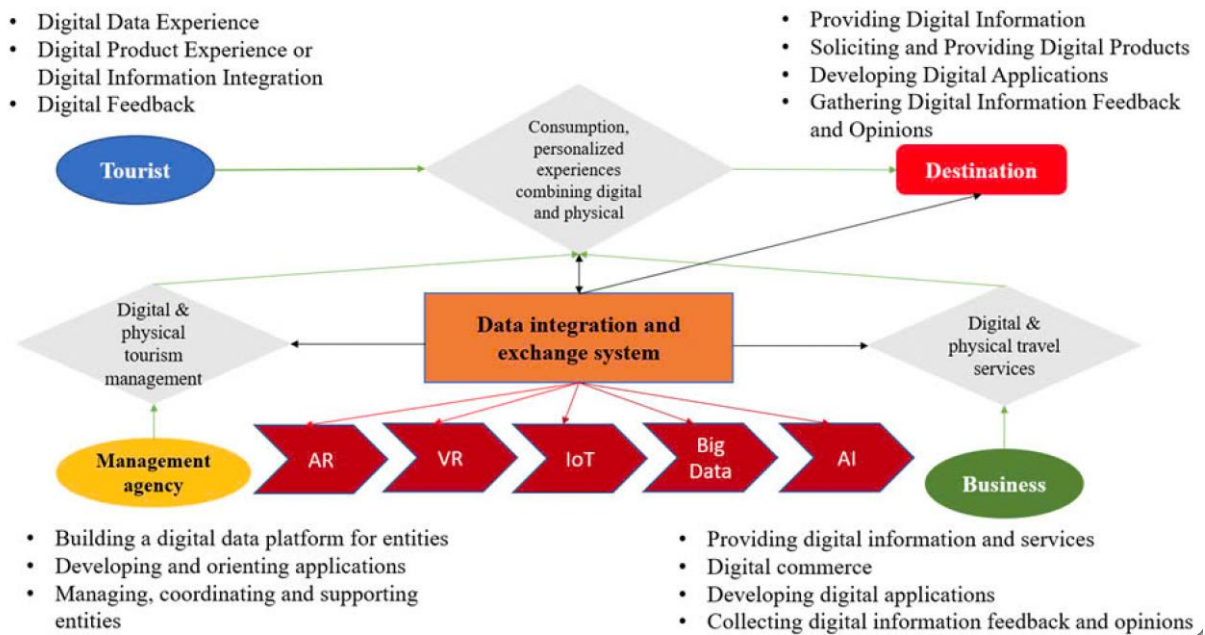 • Digital Data Experience
• Digital Product Experience or
Digital Information Integration
• Digital Feedback
• Providing Digital Information
• Soliciting and Providing Digital Products
• Developing Digital Applications
• Gathering Digital Information Feedback
and Opinions
Tourist
Consumption,
personalized
experiences
combining digital
and physical
Destination
Digital &
physical
tourism
management
Data integration and
exchange system
Digital &
physical travel
services
Management
agency
AR
VR
IoT
Big
Data
AI
Business
• Building a digital data platform for entities
• Developing and orienting applications
• Managing, coordinating and supporting
entities
• Providing digital information and services
• Digital commerce
• Developing digital applications
• Collecting digital information feedback and opinions